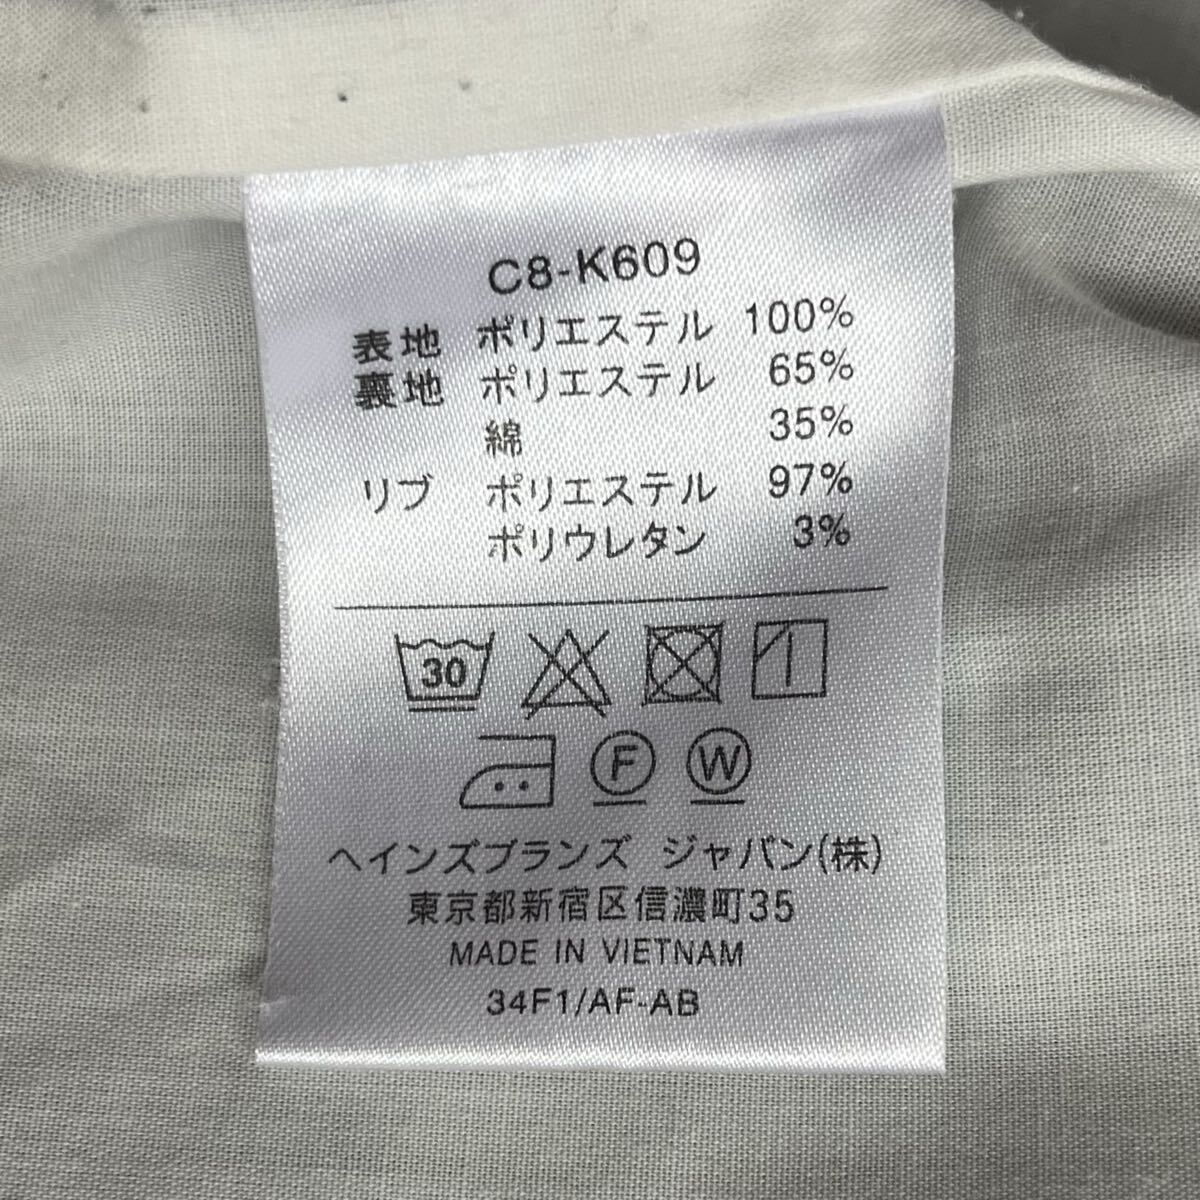 C8-K609
表地 ポリエステル 100%
裏地 ポリエステル 65%
綿 35%
リブ ポリエステル 97%
ポリウレタン 3%
30
F W
ヘインズブランズ ジャパン(株)
東京都新宿区信濃町35
MADE IN VIETNAM
34F1/AF-AB